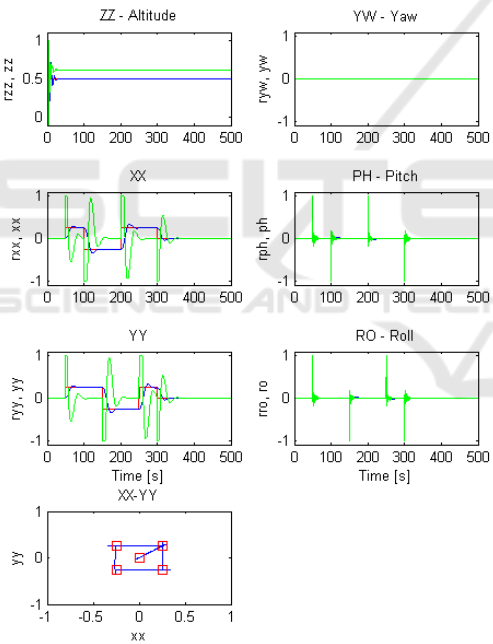 ZZ - Altitude
rzz, zz
1
0.5
0
0 100 200 300 400 500
YW - Yaw
ryw, yw
1
0
-1
0 100 200 300 400 500
XX
rxx, xx
1
0
-1
0 100 200 300 400 500
PH - Pitch
rph, ph
1
0
-1
0 100 200 300 400 500
SCITE
SCIENCE AND TECH
YY
ryy, yy
1
0
-1
0 100 200 300 400 500
Time [s]
RO - Roll
rro, ro
1
0
-1
0 100 200 300 400 500
Time [s]
XX-YY
yy
1
0
-1
-1 -0.5 0 0.5 1
xx